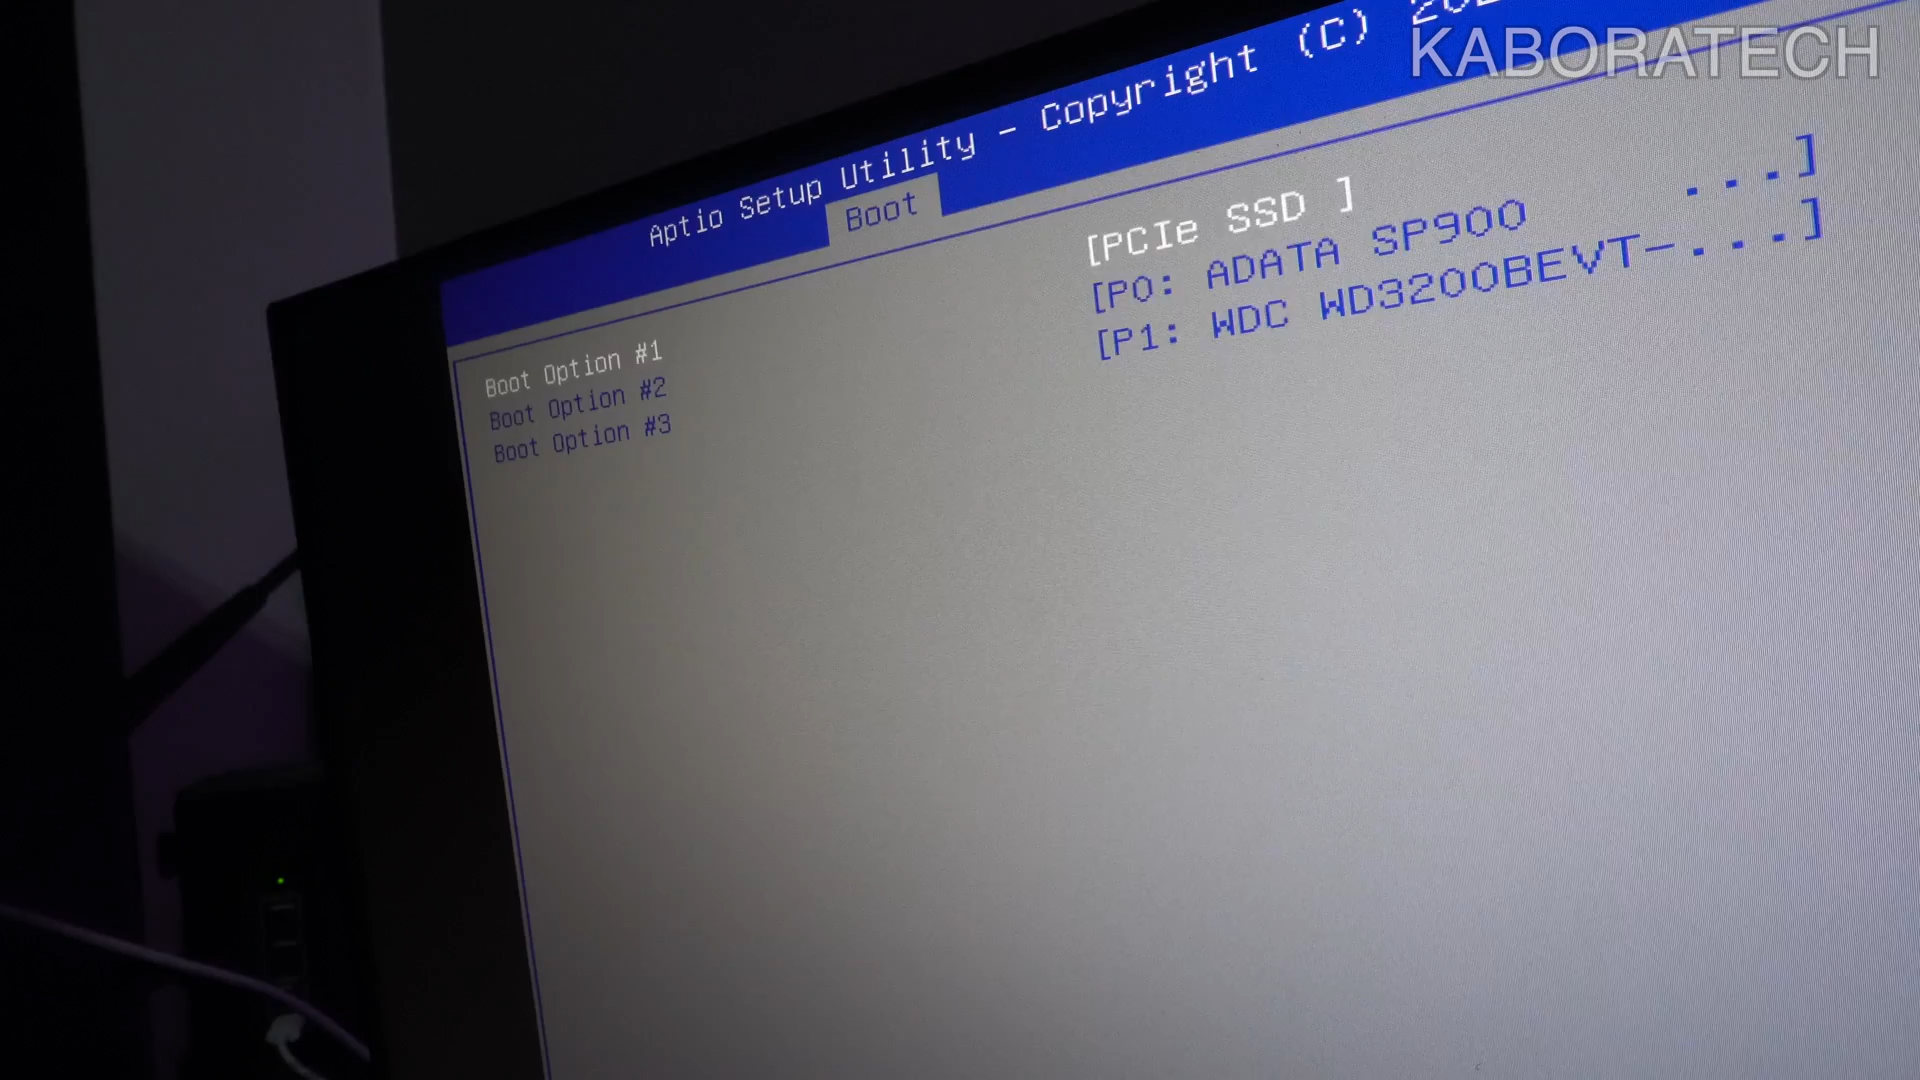 KABORATECH
Aptio Setup Utility - Copyright (C)
Boot
Boot Option #1 [PCIe SSD ]
Boot Option #2 [P0: ADATA SP900 ...]
Boot Option #3 [P1: WDC WD3200BEVT-...]